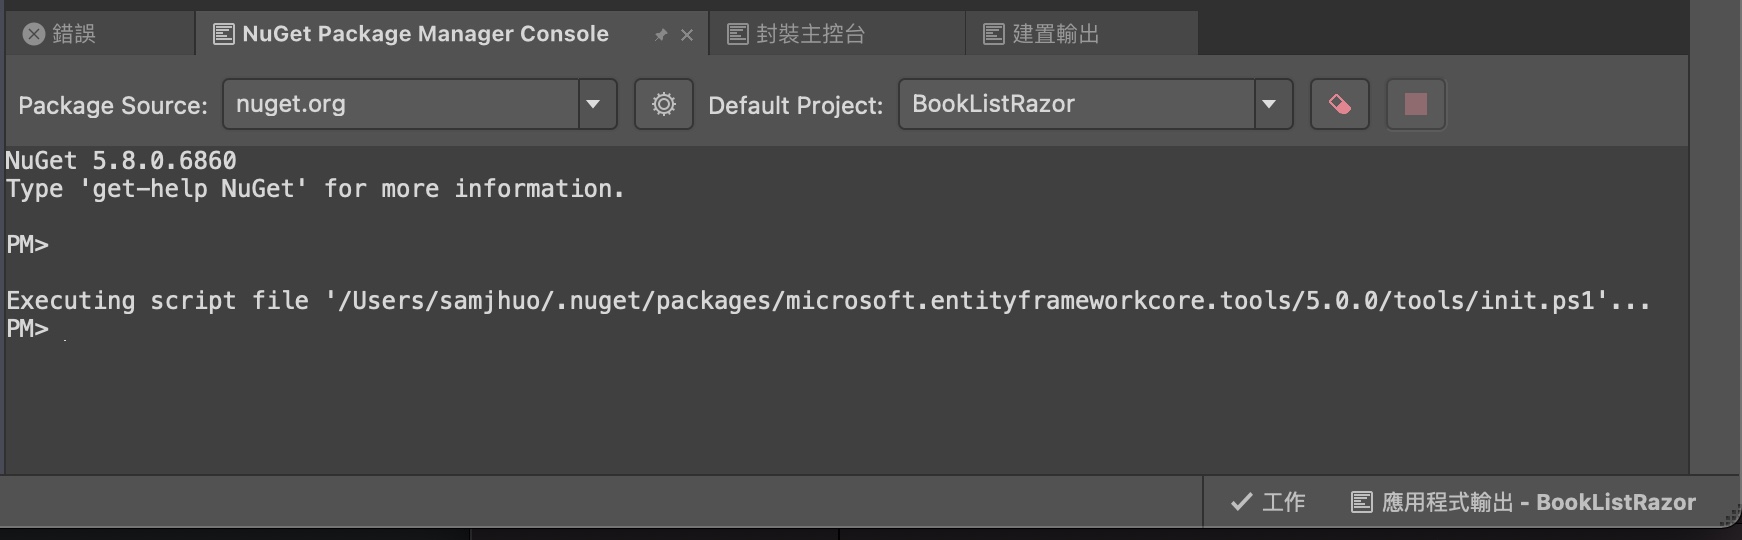 錯誤
NuGet Package Manager Console
封裝主控台
建置輸出
Package Source: nuget.org
Default Project: BookListRazor
NuGet 5.8.0.6860
Type 'get-help NuGet' for more information.
PM>
Executing script file '/Users/samjhuo/.nuget/packages/microsoft.entityframeworkcore.tools/5.0.0/tools/init.ps1'...
PM>
工作
應用程式輸出 - BookListRazor